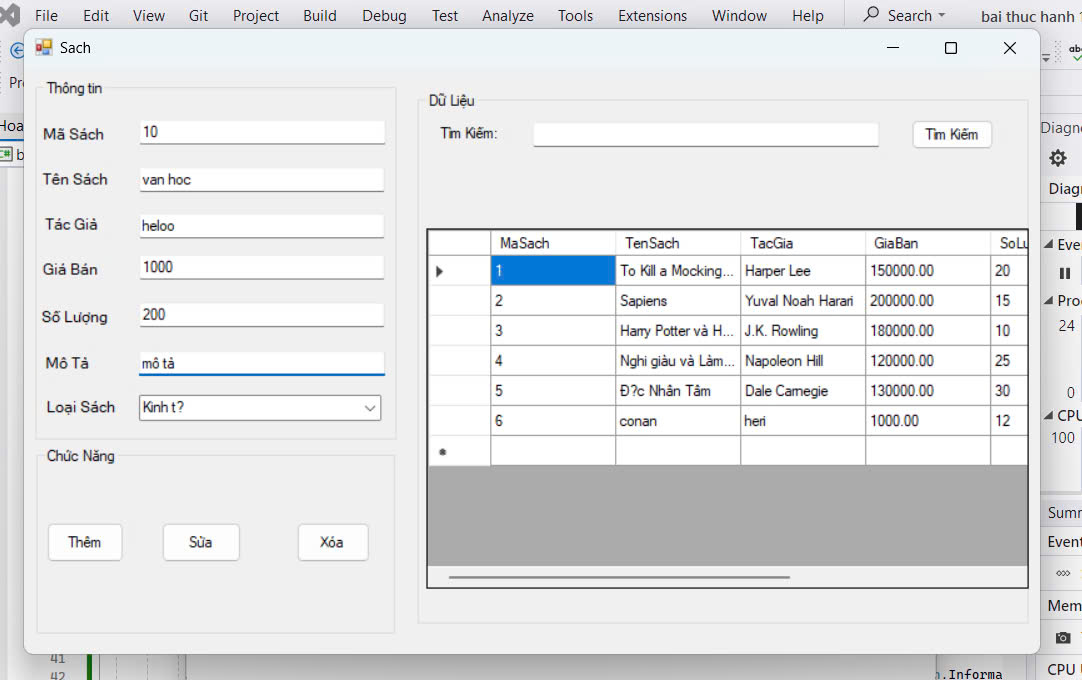 File Edit View Git Project Build Debug Test Analyze Tools Extensions Window Help Search bai thuc hanh
Sach
Thông tin
Mã Sách 10
Tên Sách van hoc
Tác Giả heloo
Giá Bán 1000
Số Lượng 200
Mô Tả mô tả
Loại Sách Kinh t?
Chức Năng
Thêm Sửa Xóa
Dữ Liệu
Tìm Kiếm: Tìm Kiếm
MaSach TenSach TacGia GiaBan SoLu
1 To Kill a Mocking... Harper Lee 150000.00 20
2 Sapiens Yuval Noah Harari 200000.00 15
3 Harry Potter và H... J.K. Rowling 180000.00 10
4 Nghi giàu và Làm... Napoleon Hill 120000.00 25
5 Đ?c Nhân Tâm Dale Carnegie 130000.00 30
6 conan heri 1000.00 12
Diagn
Diag
Eve
Pro
24
0
CPU
100
Summ
Event
Mem
CPU
41
42
.Informa